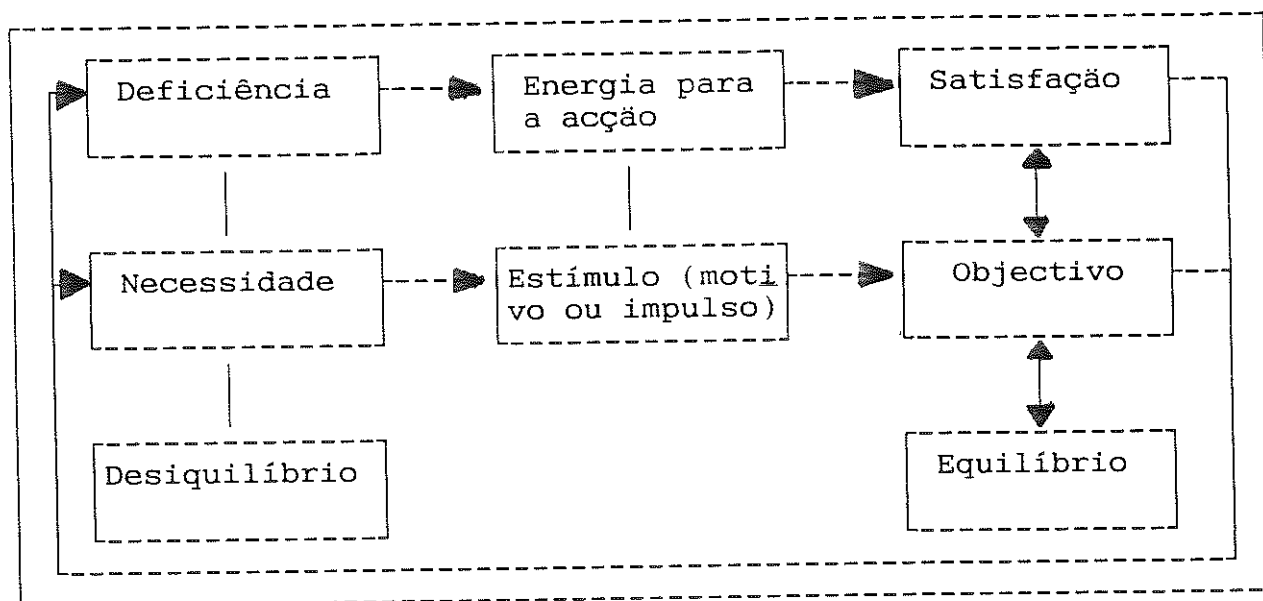 Deficiência
Energia para
a acção
Satisfação
Necessidade
Estímulo (moti
vo ou impulso)
Objectivo
Desiquilíbrio
Equilíbrio